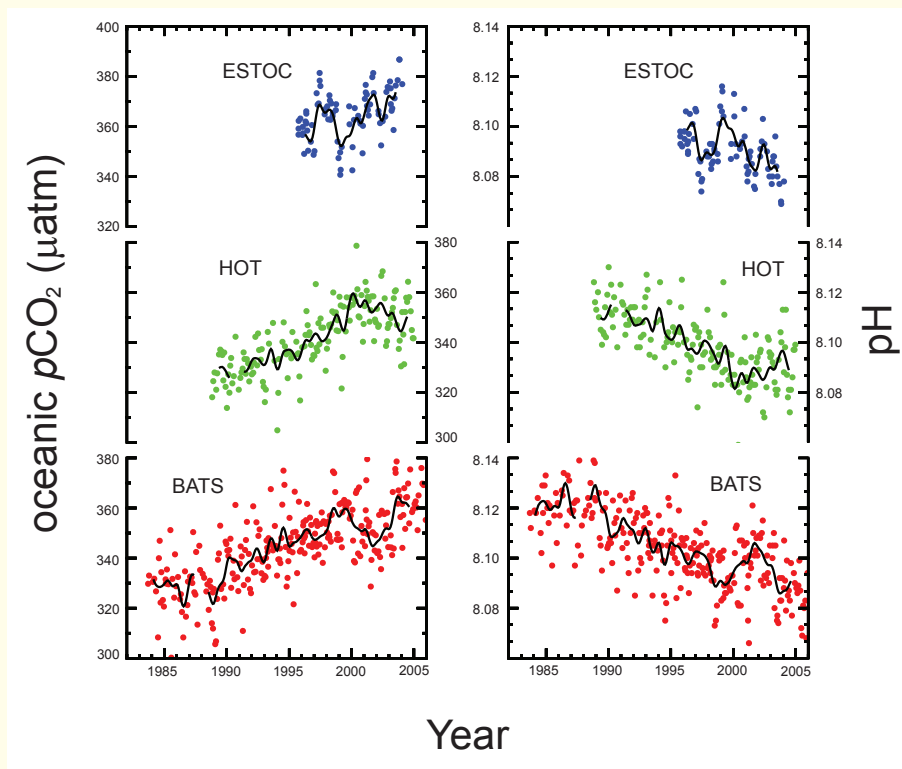 oceanic pCO₂ (µatm)
400
380
360
340
320
ESTOC
380
360
340
320
300
HOT
380
360
340
320
300
BATS
1985 1990 1995 2000 2005
8.14
8.12
8.10
8.08
ESTOC
8.14
8.12
8.10
8.08
HOT
8.14
8.12
8.10
8.08
BATS
1985 1990 1995 2000 2005
pH
Year